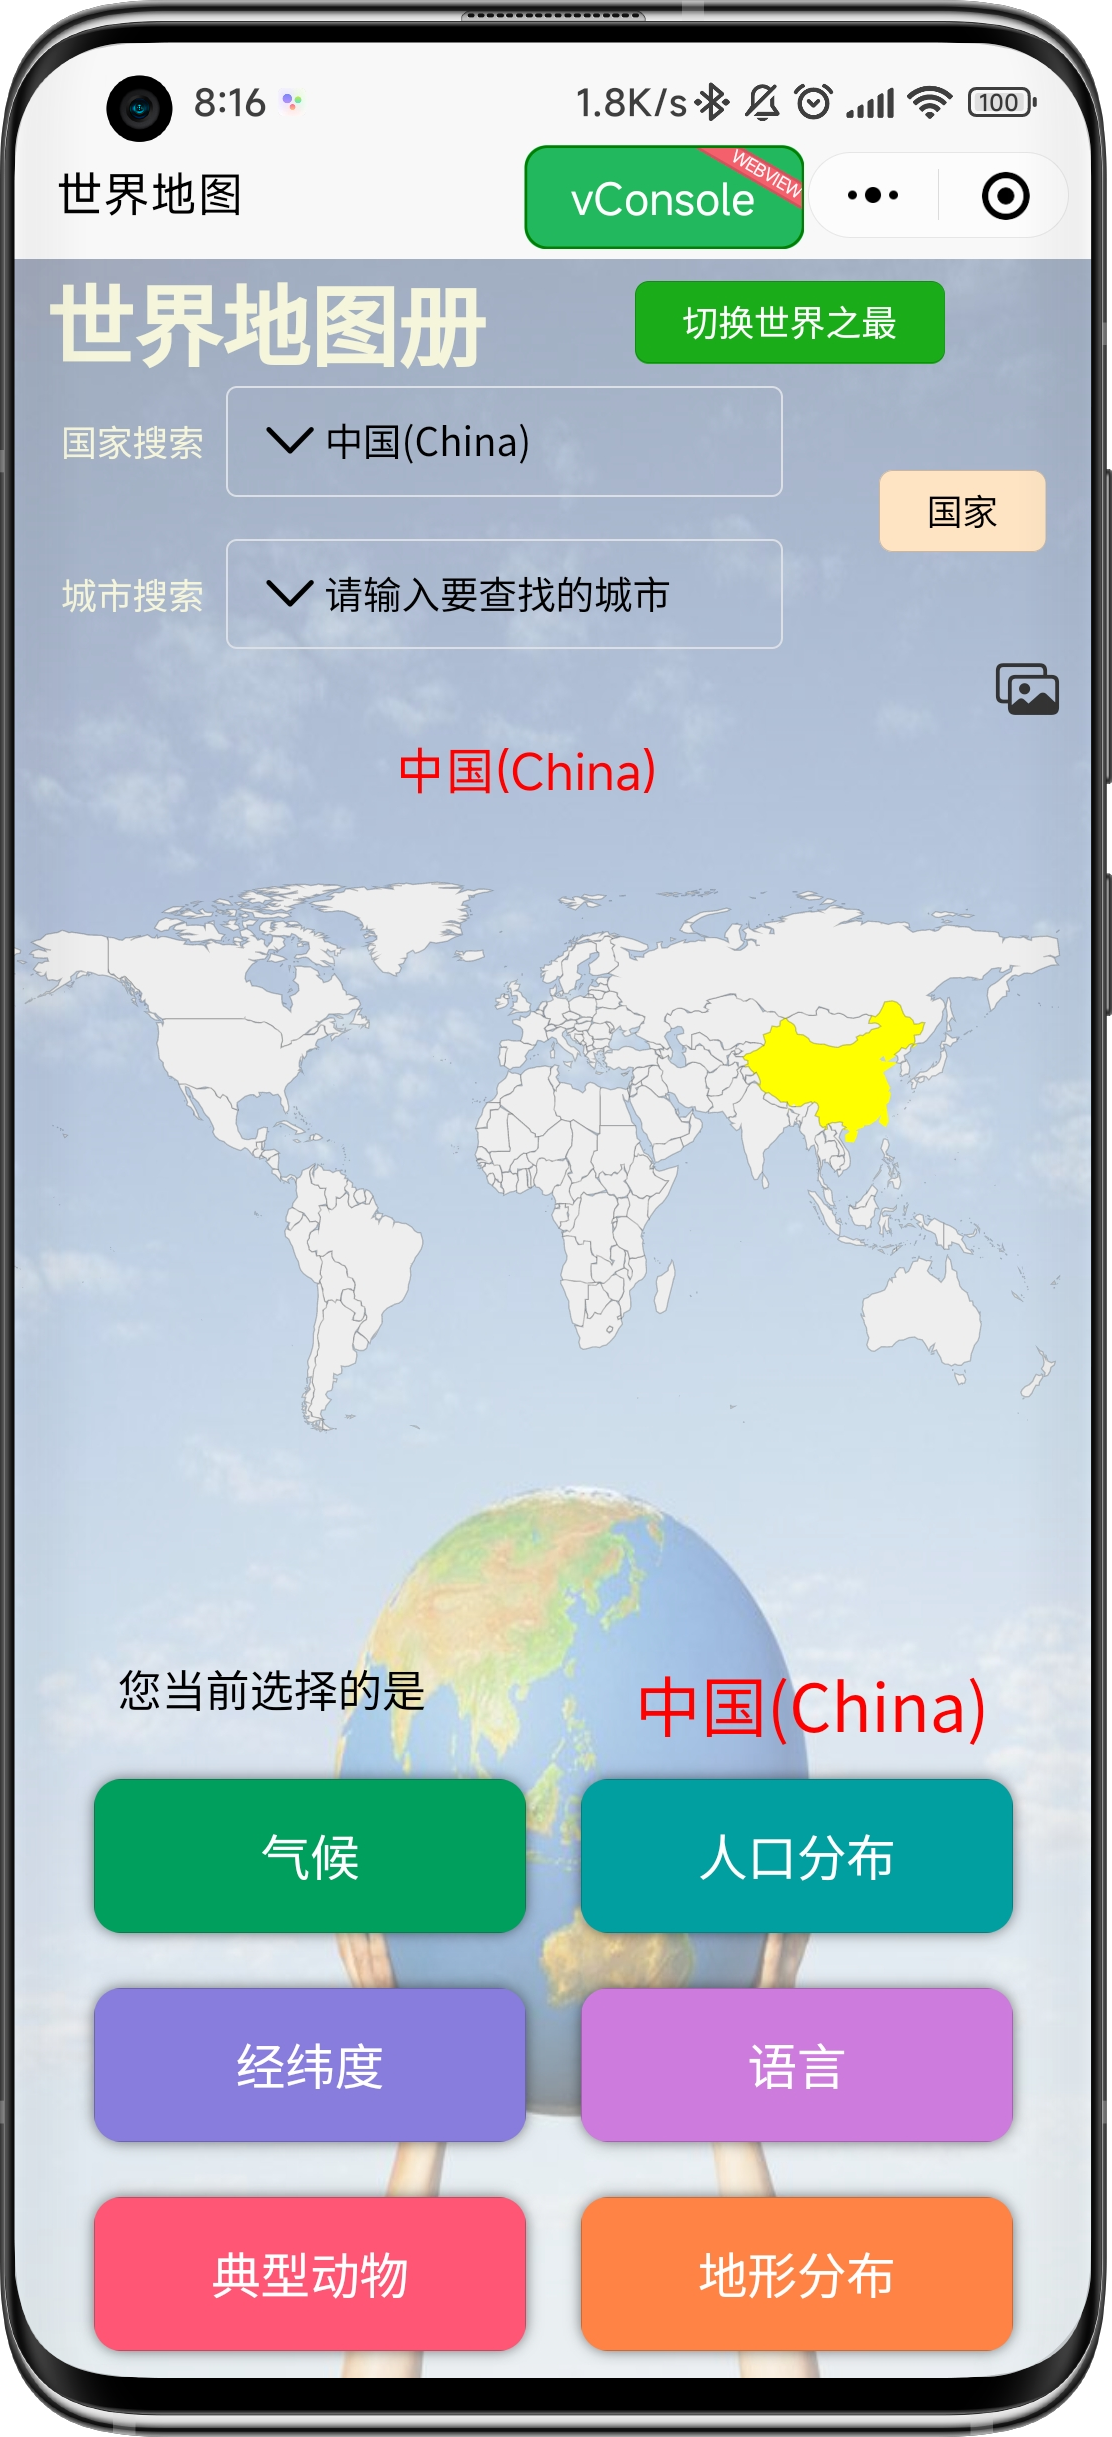 8:16 1.8K/s 100
世界地图 vConsole WEBVIEW
世界地图册 切换世界之最
国家搜索 中国(China)
国家
城市搜索 请输入要查找的城市
中国(China)
您当前选择的是 中国(China)
气候 人口分布
经纬度 语言
典型动物 地形分布